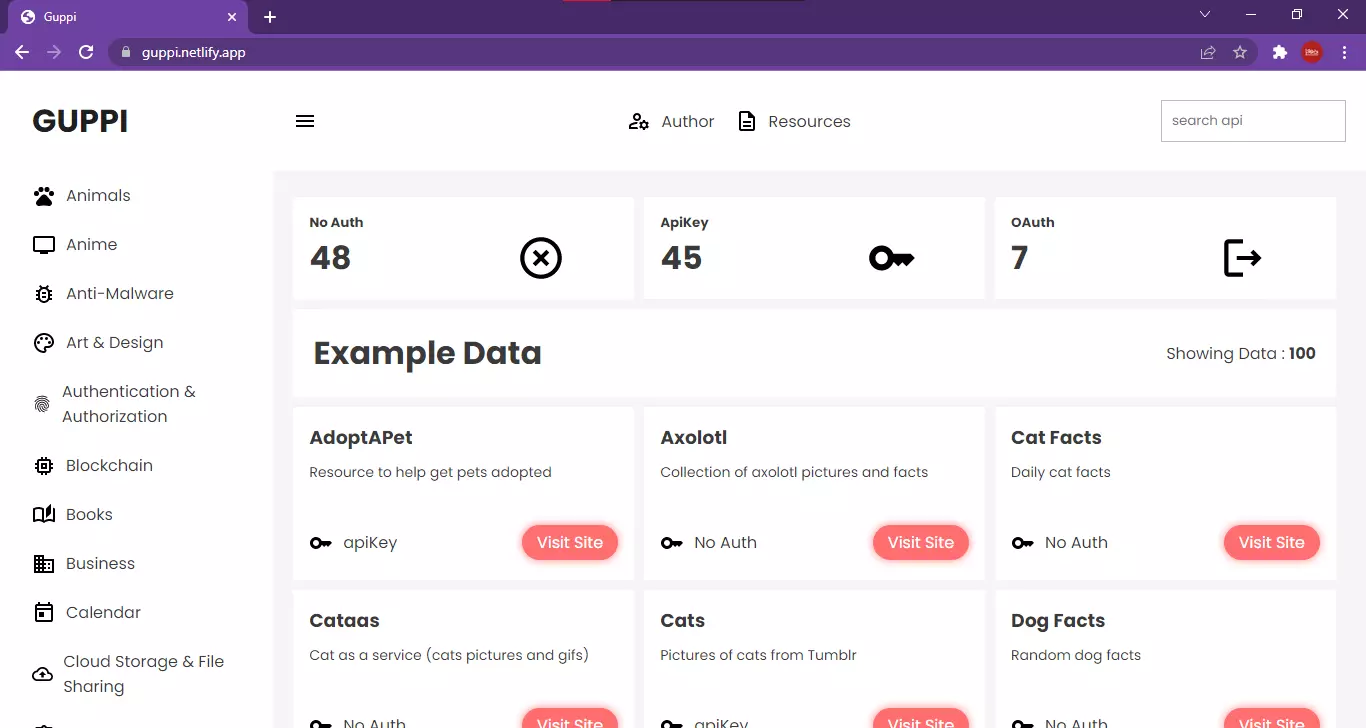 Guppi
guppi.netlify.app
GUPPI
Author
Resources
search api
Animals
Anime
Anti-Malware
Art & Design
Authentication &
Authorization
Blockchain
Books
Business
Calendar
Cloud Storage & File
Sharing
No Auth
48
ApiKey
45
OAuth
7
Example Data
Showing Data : 100
AdoptAPet
Resource to help get pets adopted
apiKey
Visit Site
Axolotl
Collection of axolotl pictures and facts
No Auth
Visit Site
Cat Facts
Daily cat facts
No Auth
Visit Site
Cataas
Cat as a service (cats pictures and gifs)
No Auth
Visit Site
Cats
Pictures of cats from Tumblr
apiKey
Visit Site
Dog Facts
Random dog facts
No Auth
Visit Site